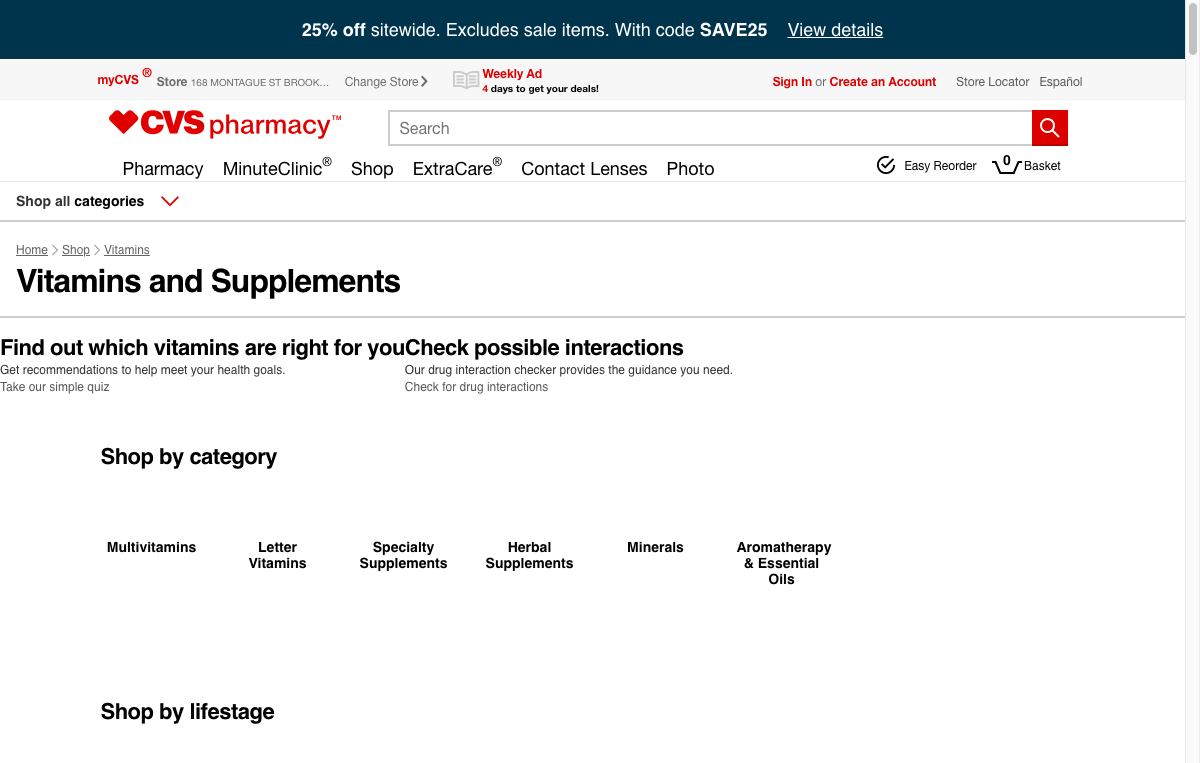 25% off sitewide. Excludes sale items. With code SAVE25 View details
myCVS® Store 168 MONTAGUE ST BROOK... Change Store
Weekly Ad
4 days to get your deals!
Sign In or Create an Account Store Locator Español
CVS pharmacy™
Search
Pharmacy MinuteClinic® Shop ExtraCare® Contact Lenses Photo
Easy Reorder 0 Basket
Shop all categories
Home Shop Vitamins
Vitamins and Supplements
Find out which vitamins are right for you
Get recommendations to help meet your health goals.
Take our simple quiz
Check possible interactions
Our drug interaction checker provides the guidance you need.
Check for drug interactions
Shop by category
Multivitamins
Letter
Vitamins
Specialty
Supplements
Herbal
Supplements
Minerals
Aromatherapy
& Essential
Oils
Shop by lifestage